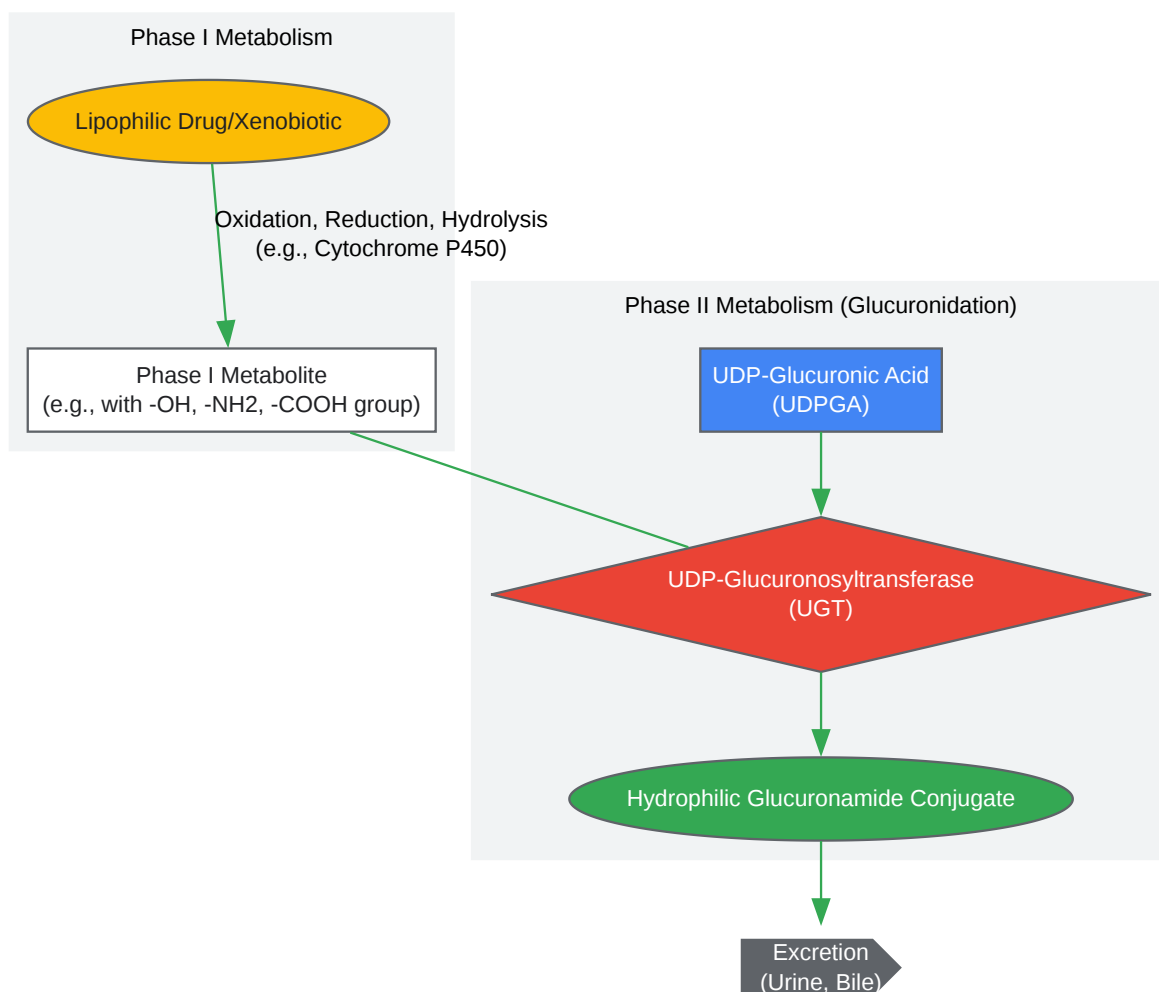 Phase I Metabolism
Lipophilic Drug/Xenobiotic
Oxidation, Reduction, Hydrolysis
(e.g., Cytochrome P450)
Phase I Metabolite
(e.g., with -OH, -NH2, -COOH group)
Phase II Metabolism (Glucuronidation)
UDP-Glucuronic Acid
(UDPGA)
UDP-Glucuronosyltransferase
(UGT)
Hydrophilic Glucuronamide Conjugate
Excretion
(Urine, Bile)